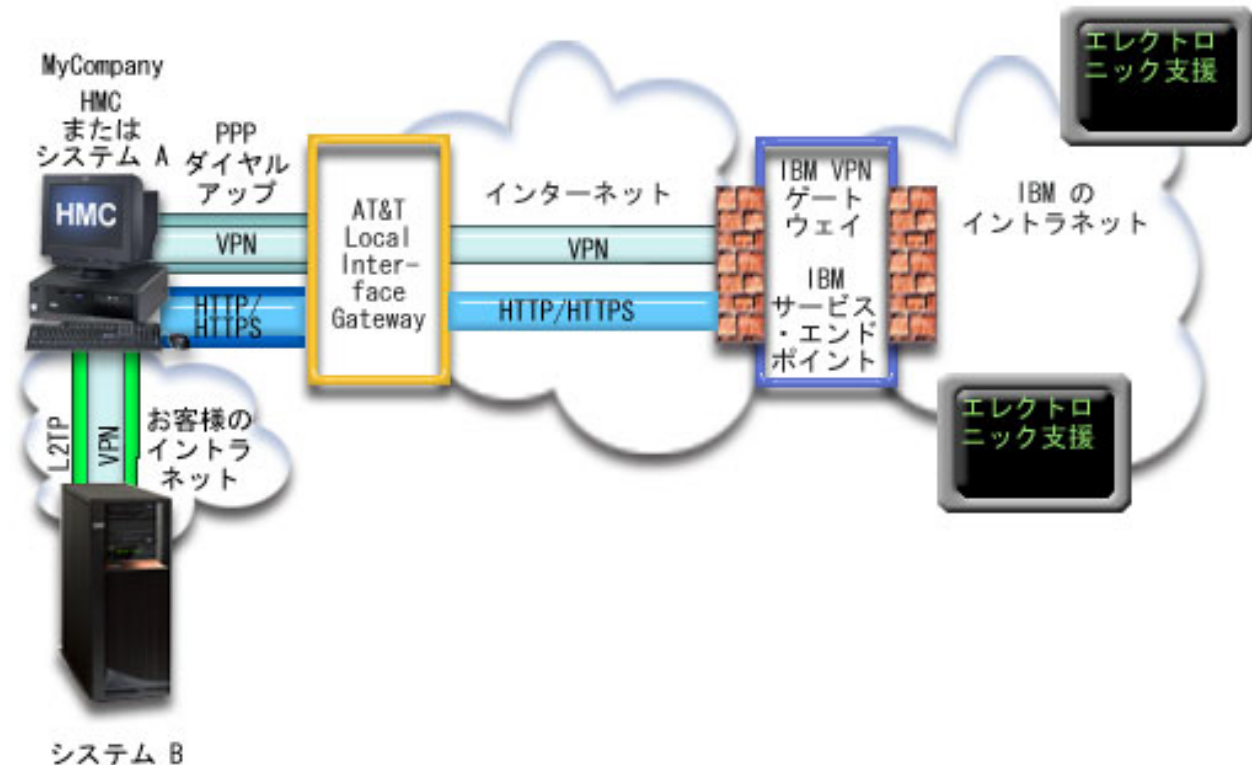 MyCompany
HMC
または
システム A
PPP
ダイヤル
アップ
HMC
VPN
HTTP/
HTTPS
AT&T
Local
Inter-
face
Gateway
インターネット
VPN
HTTP/HTTPS
IBM VPN
ゲート
ウェイ
IBM
サービス
・エンド
ポイント
IBM の
イントラネット
エレクトロ
ニック支援
エレクトロ
ニック支援
L2TP
VPN
お客様の
イントラ
ネット
システム B